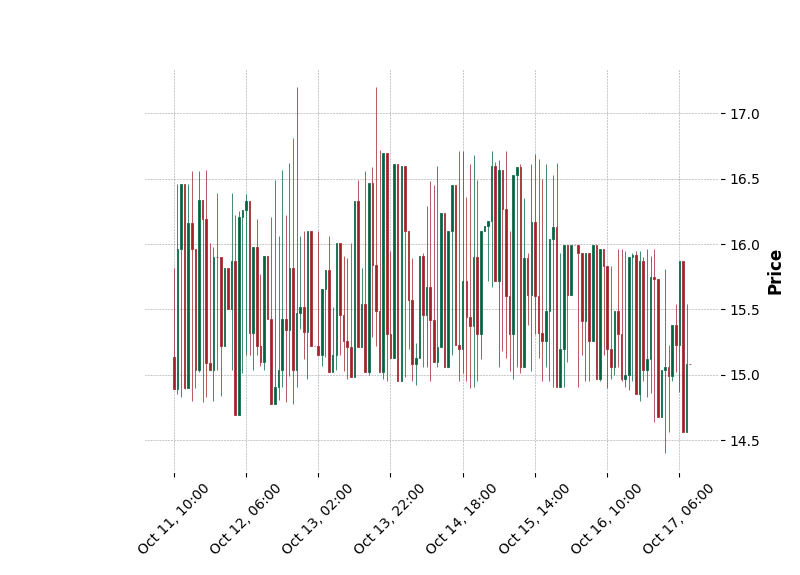 17.0
16.5
16.0
15.5
15.0
14.5
Price
Oct 11, 10:00
Oct 12, 06:00
Oct 13, 02:00
Oct 13, 22:00
Oct 14, 18:00
Oct 15, 14:00
Oct 16, 10:00
Oct 17, 06:00